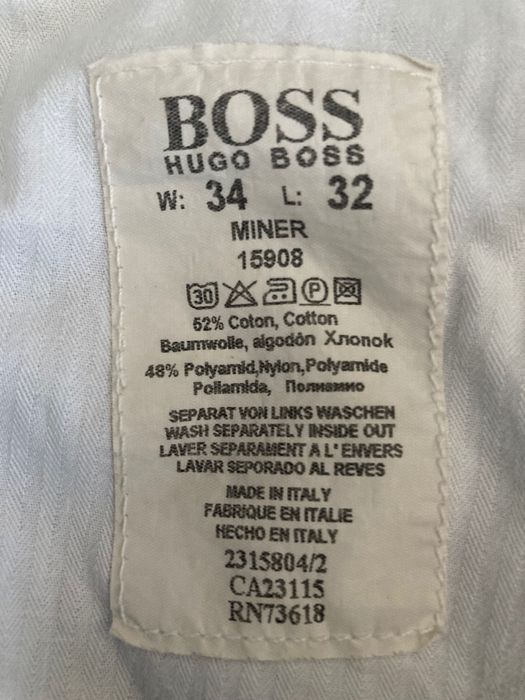 BOSS
HUGO BOSS
W: 34 L: 32
MINER
15908
30 P
52% Coton, Cotton
Baumwolle, algodón Хлопок
48% Polyamid,Nylon,Polyamide
Poliamida, Полиамио
SEPARAT VON LINKS WASCHEN
WASH SEPARATELY INSIDE OUT
LAVER SEPARAMENT A L' ENVERS
LAVAR SEPORADO AL REVES
MADE IN ITALY
FABRIQUE EN ITALIE
HECHO EN ITALY
2315804/2
CA23115
RN73618